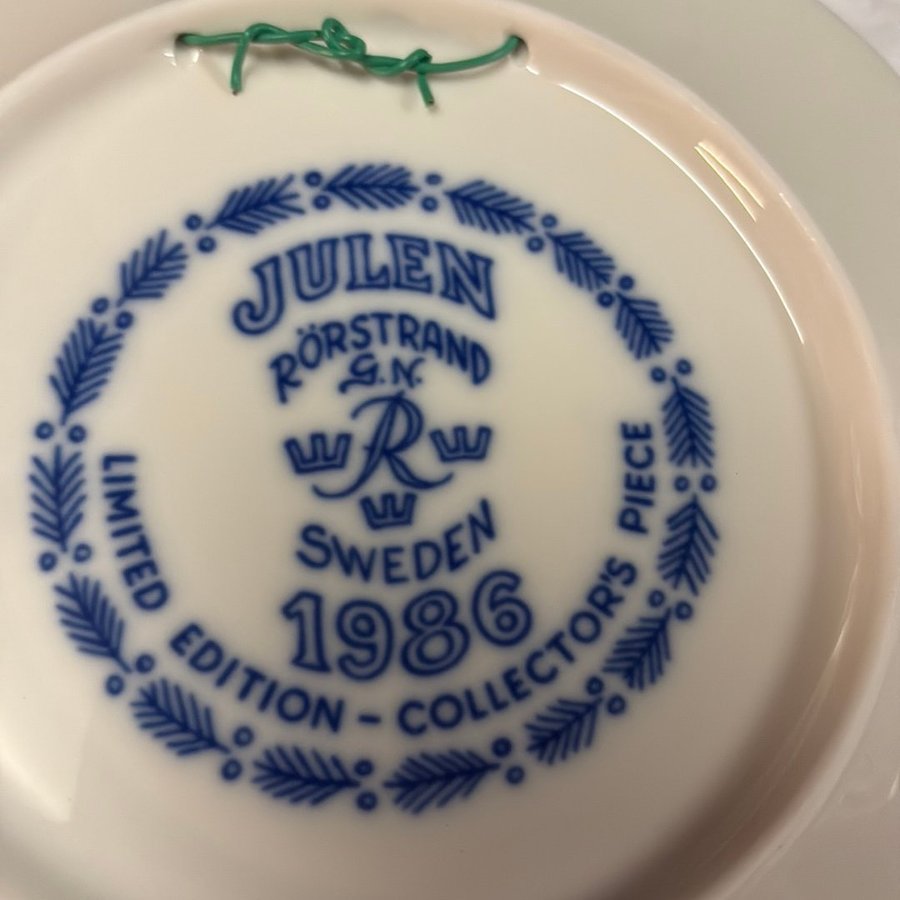 JULEN
RÖRSTRAND
G.N.
R
SWEDEN
1986
LIMITED EDITION - COLLECTOR'S PIECE